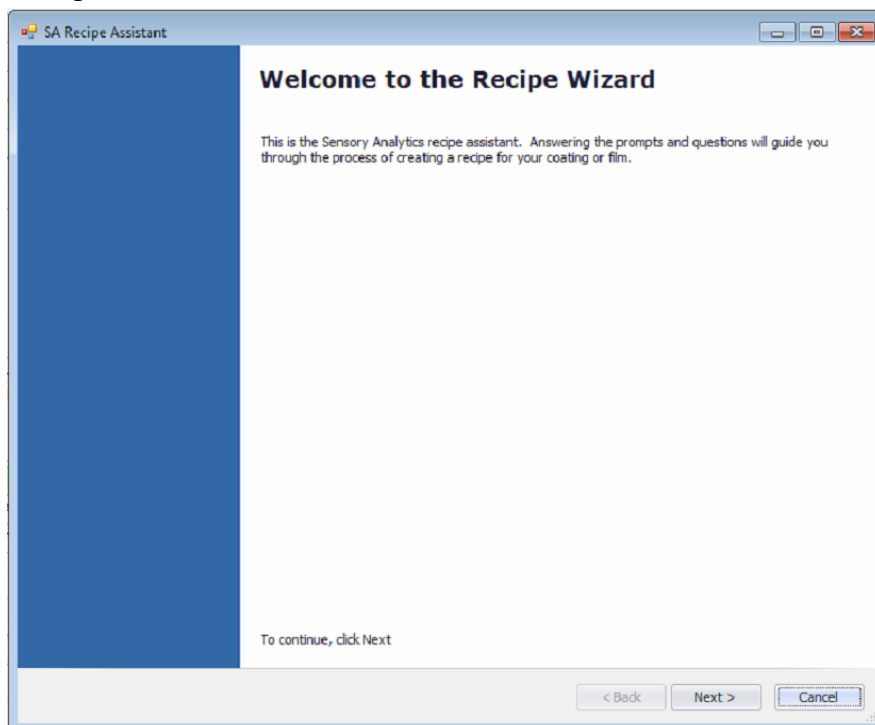 SA Recipe Assistant
Welcome to the Recipe Wizard
This is the Sensory Analytics recipe assistant. Answering the prompts and questions will guide you
through the process of creating a recipe for your coating or film.
To continue, click Next
< Back Next > Cancel